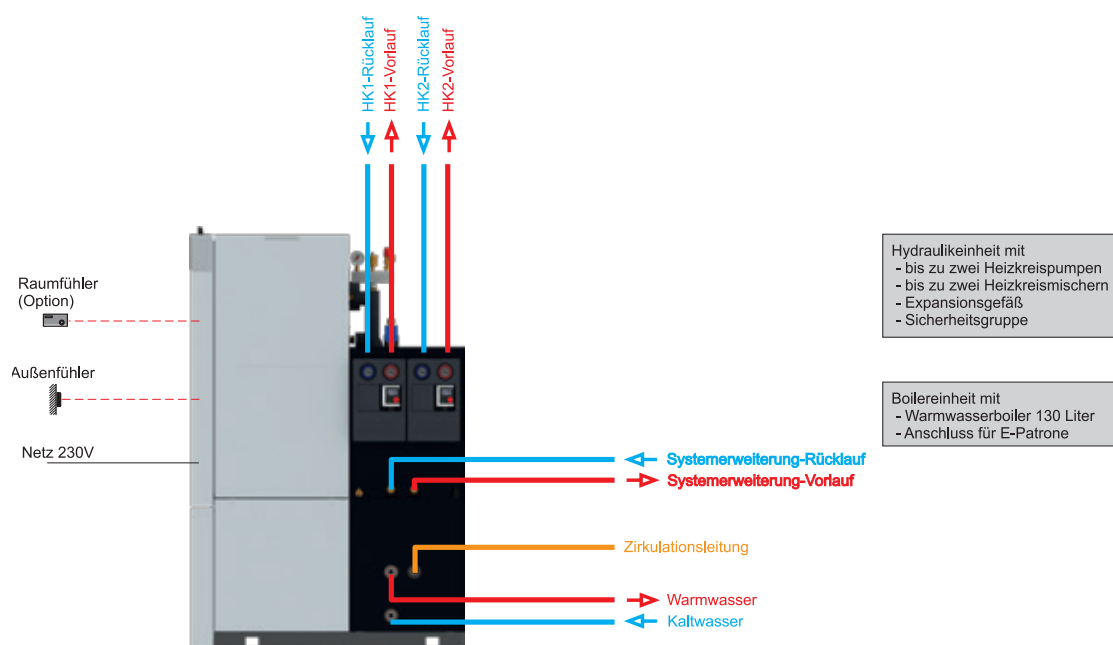 HK1-Rücklauf
HK1-Vorlauf
HK2-Rücklauf
HK2-Vorlauf
Raumfühler
(Option)
Außenfühler
Netz 230V
Hydraulikeinheit mit
- bis zu zwei Heizkreispumpen
- bis zu zwei Heizkreismischern
- Expansionsgefäß
- Sicherheitsgruppe
Boilereinheit mit
- Warmwasserboiler 130 Liter
- Anschluss für E-Patrone
Systemerweiterung-Rücklauf
Systemerweiterung-Vorlauf
Zirkulationsleitung
Warmwasser
Kaltwasser